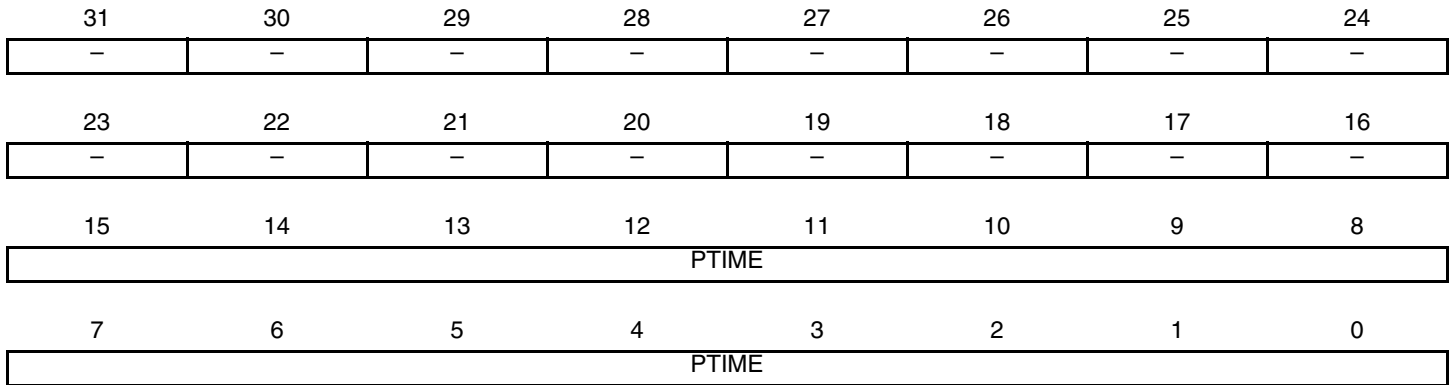 31 30 29 28 27 26 25 24
– – – – – – – –
23 22 21 20 19 18 17 16
– – – – – – – –
15 14 13 12 11 10 9 8
PTIME
7 6 5 4 3 2 1 0
PTIME